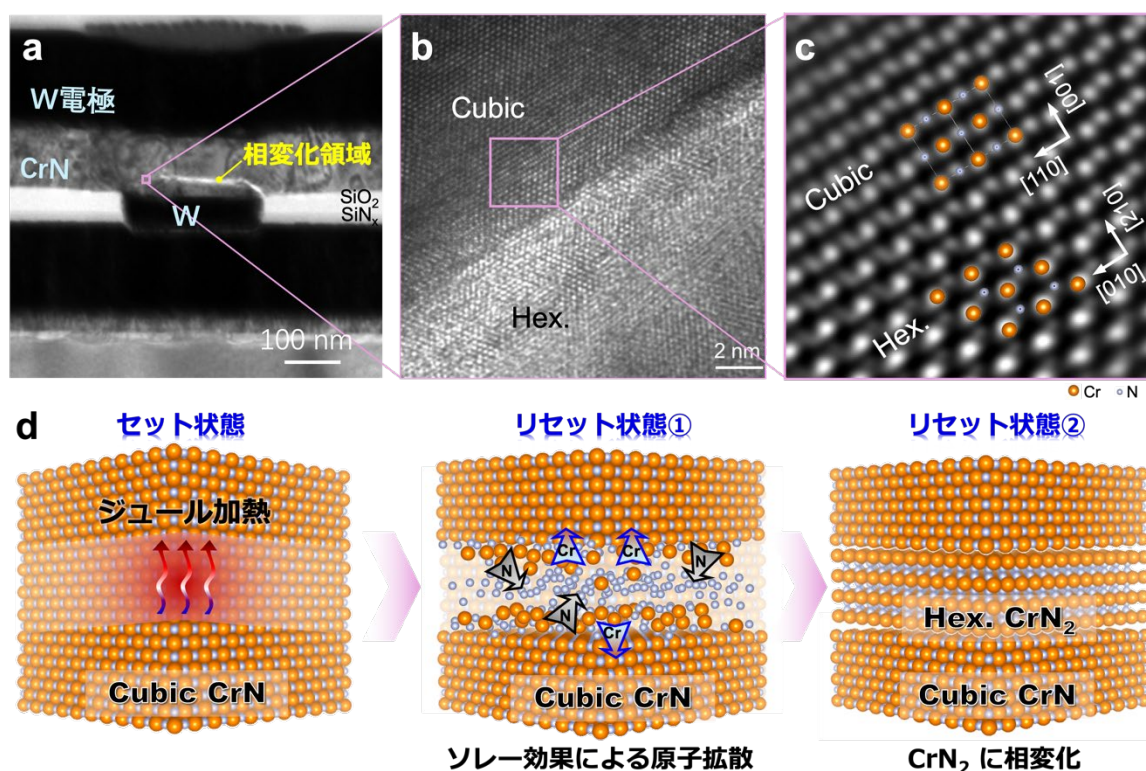 a
W電極
CrN
相変化領域
W
SiO2
SiNx
100 nm
b
Cubic
Hex.
2 nm
c
[001]
[110]
Cubic
[210]
[010]
Hex.
Cr N
d
セット状態
リセット状態①
リセット状態②
ジュール加熱
Cubic CrN
Cr
Cr
N
N
N
Cr
Cubic CrN
ソレー効果による原子拡散
Hex. CrN2
Cubic CrN
CrN2 に相変化